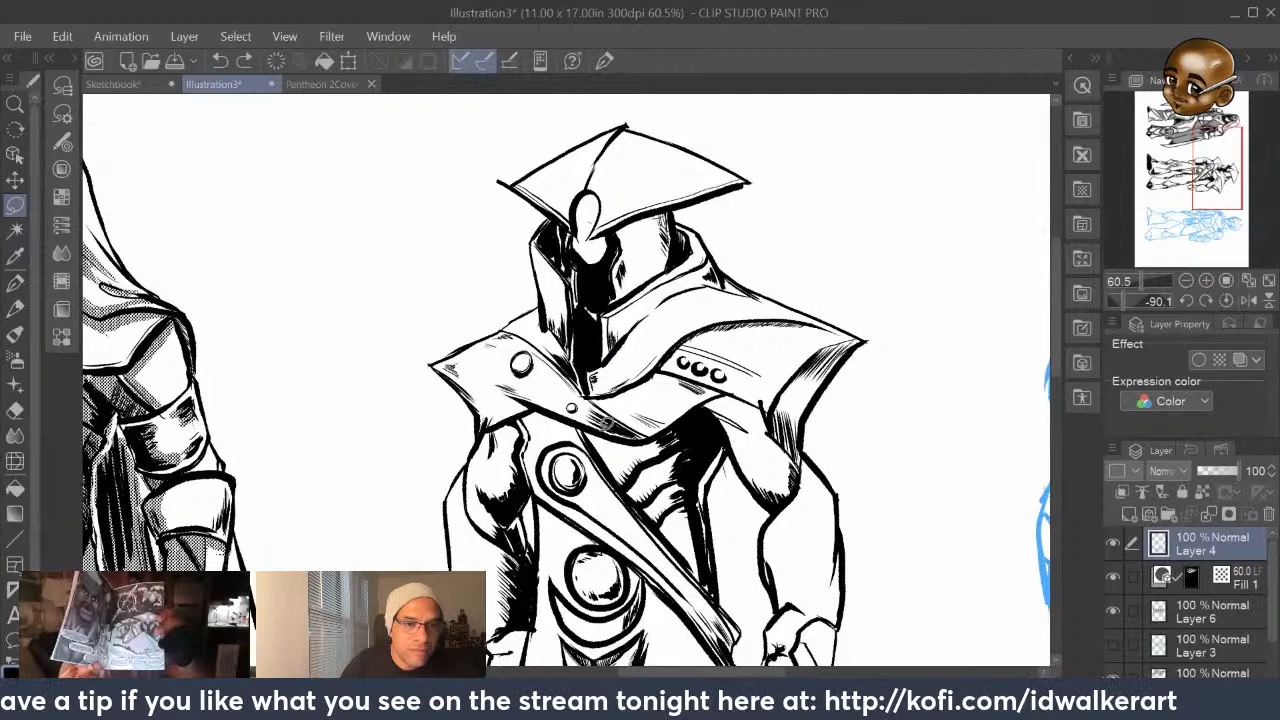 Illustration3* (11.00 x 17.00in 300dpi 60.5%) - CLIP STUDIO PAINT PRO
File Edit Animation Layer Select View Filter Window Help
Sketchbook* Illustration3* Pantheon 2Cove
60.5
-90.1
Layer Property
Effect
Expression color
Color
Layer
100
100 % Normal
Layer 4
Fill 1
100 % Normal
Layer 6
100 % Normal
Layer 3
100 % Normal
ave a tip if you like what you see on the stream tonight here at: http://kofi.com/idwalkerart